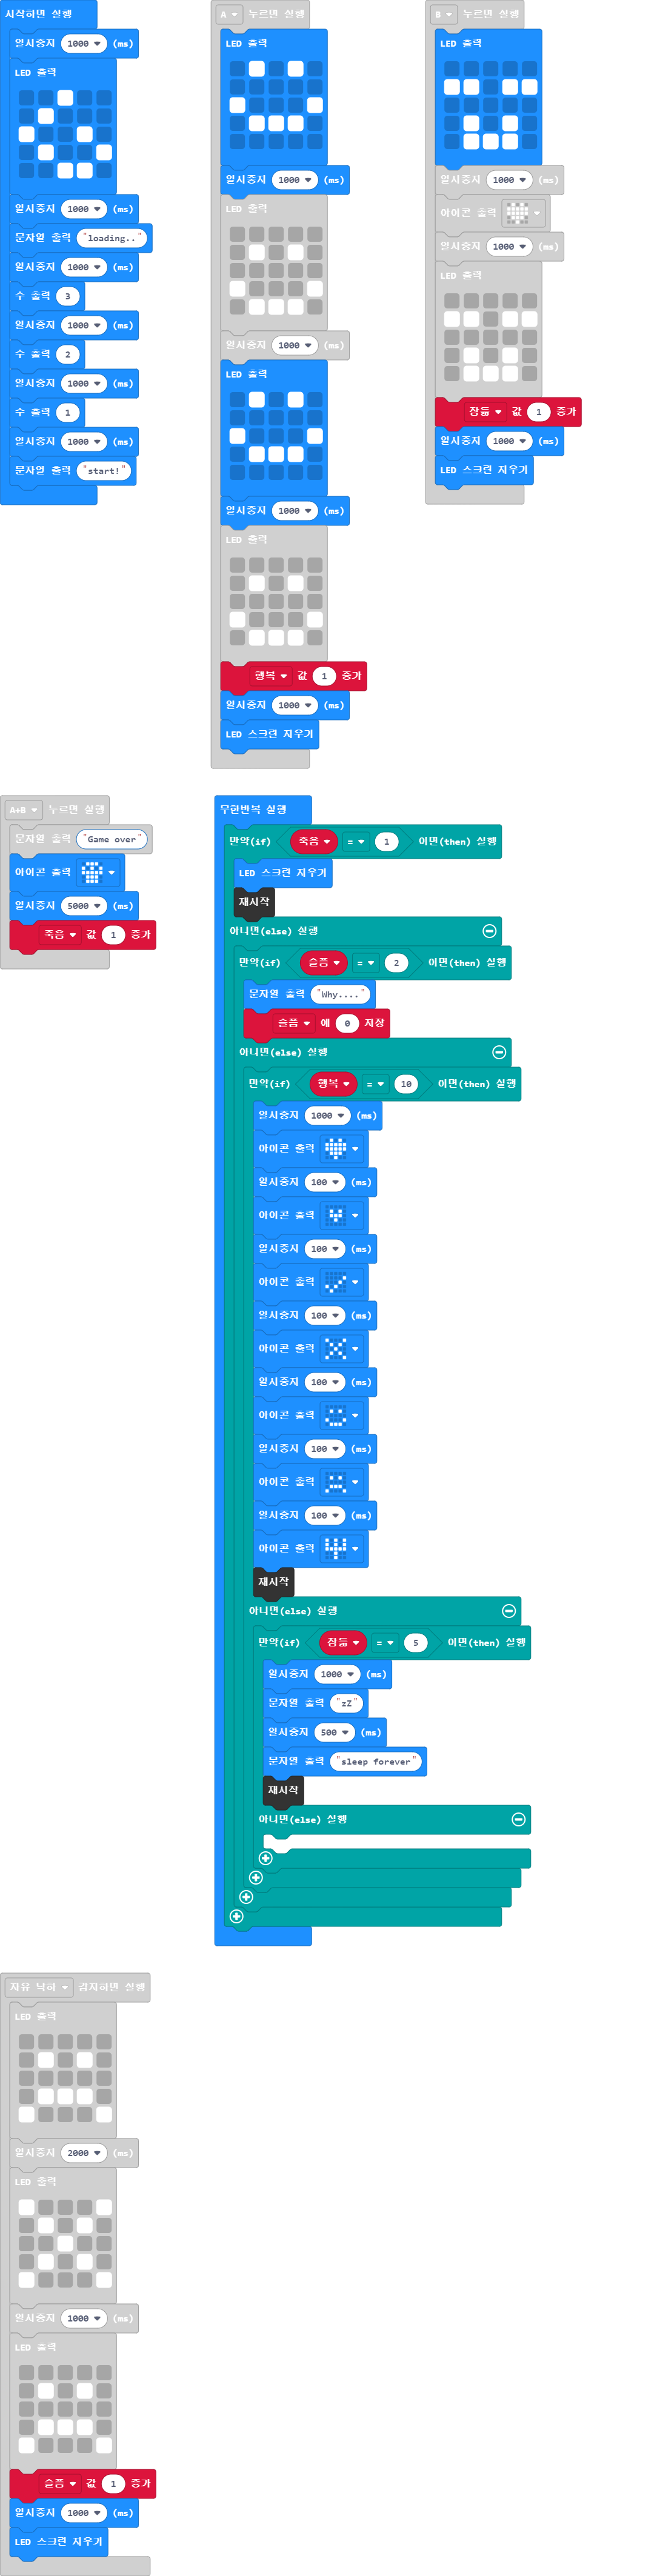 시작하면 실행
일시중지 1000 (ms)
LED 출력
일시중지 1000 (ms)
문자열 출력 "loading.."
일시중지 1000 (ms)
수 출력 3
일시중지 1000 (ms)
수 출력 2
일시중지 1000 (ms)
수 출력 1
일시중지 1000 (ms)
문자열 출력 "start!"
A 누르면 실행
LED 출력
일시중지 1000 (ms)
LED 출력
일시중지 1000 (ms)
LED 출력
일시중지 1000 (ms)
LED 출력
행복 값 1 증가
일시중지 1000 (ms)
LED 스크린 지우기
B 누르면 실행
LED 출력
일시중지 1000 (ms)
아이콘 출력
일시중지 1000 (ms)
LED 출력
잠듦 값 1 증가
일시중지 1000 (ms)
LED 스크린 지우기
A+B 누르면 실행
문자열 출력 "Game over"
아이콘 출력
일시중지 5000 (ms)
죽음 값 1 증가
무한반복 실행
만약(if) 죽음 = 1 이면(then) 실행
LED 스크린 지우기
재시작
아니면(else) 실행
만약(if) 슬픔 = 2 이면(then) 실행
문자열 출력 "Why...."
슬픔 에 0 저장
아니면(else) 실행
만약(if) 행복 = 10 이면(then) 실행
일시중지 1000 (ms)
아이콘 출력
일시중지 100 (ms)
아이콘 출력
일시중지 100 (ms)
아이콘 출력
일시중지 100 (ms)
아이콘 출력
일시중지 100 (ms)
아이콘 출력
일시중지 100 (ms)
아이콘 출력
일시중지 100 (ms)
아이콘 출력
재시작
아니면(else) 실행
만약(if) 잠듦 = 5 이면(then) 실행
일시중지 1000 (ms)
문자열 출력 "zZ"
일시중지 500 (ms)
문자열 출력 "sleep forever"
재시작
아니면(else) 실행
자유 낙하 감지하면 실행
LED 출력
일시중지 2000 (ms)
LED 출력
일시중지 1000 (ms)
LED 출력
슬픔 값 1 증가
일시중지 1000 (ms)
LED 스크린 지우기